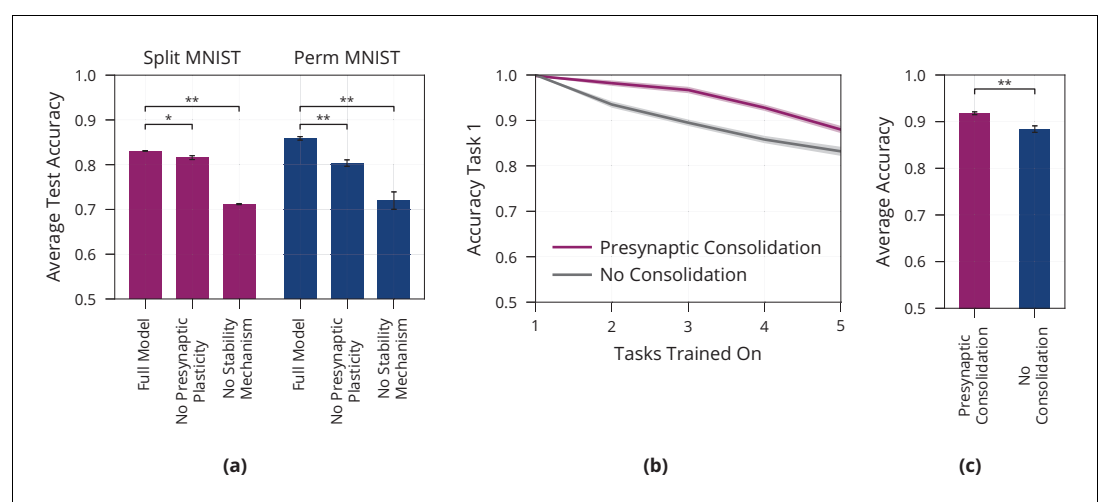 Split MNIST
Perm MNIST
Average Test Accuracy
1.0
0.9
0.8
0.7
0.6
0.5
**
*
**
**
Full Model
No Presynaptic
Plasticity
No Stability
Mechanism
Full Model
No Presynaptic
Plasticity
No Stability
Mechanism
(a)
Accuracy Task 1
1.0
0.9
0.8
0.7
0.6
0.5
Presynaptic Consolidation
No Consolidation
1
2
3
4
5
Tasks Trained On
(b)
Average Accuracy
1.0
0.9
0.8
0.7
0.6
0.5
**
Presynaptic
Consolidation
No
Consolidation
(c)